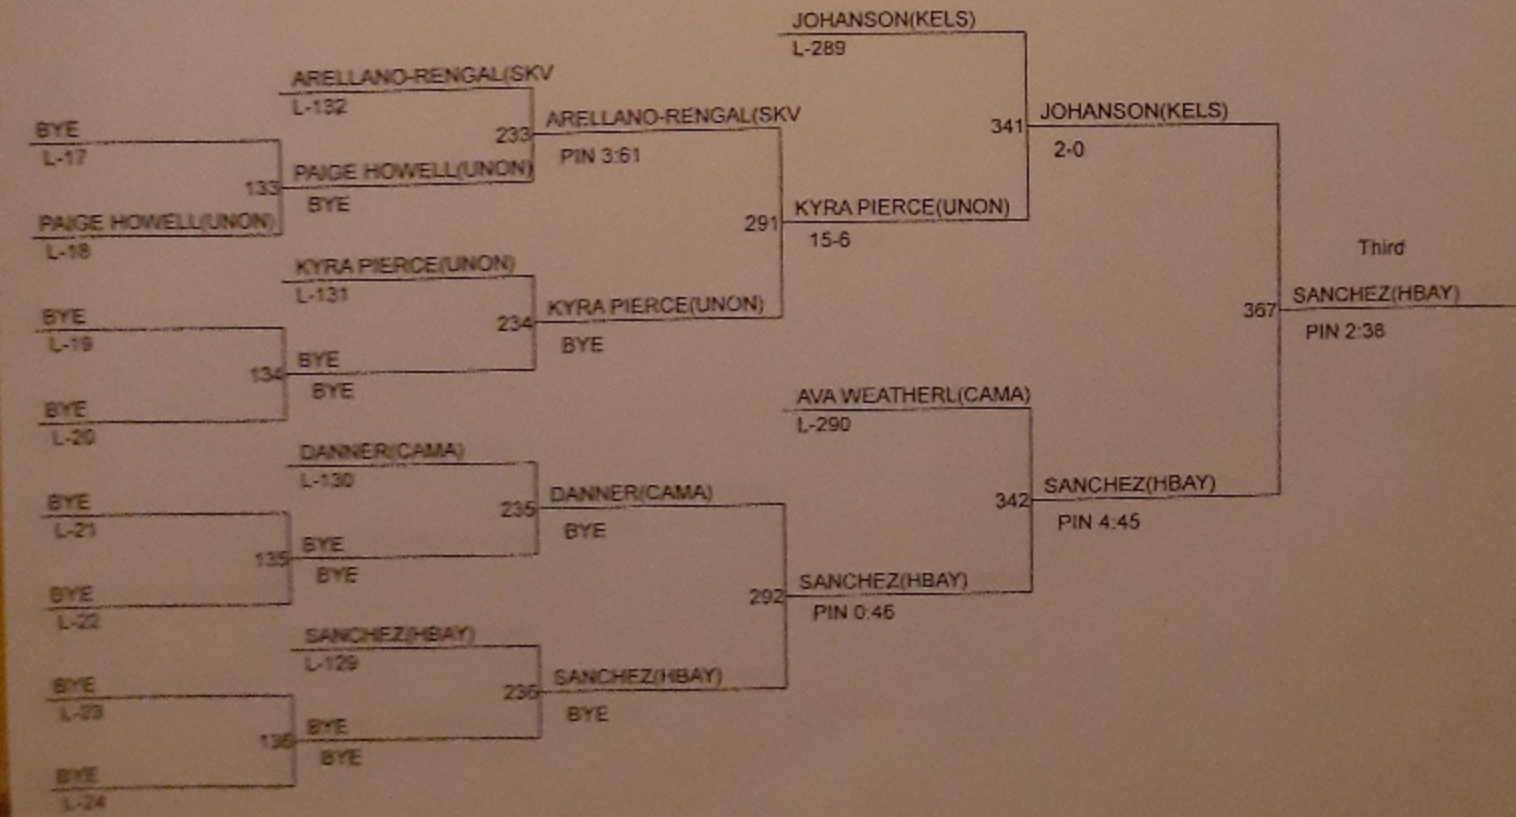 JOHANSON(KELS)
L-289
ARELLANO-RENGAL(SKV
L-132
ARELLANO-RENGAL(SKV
233
PIN 3:61
341
JOHANSON(KELS)
2-0
BYE
L-17
133
PAIGE HOWELL(UNON)
BYE
PAIGE HOWELL(UNON)
L-18
291
KYRA PIERCE(UNON)
15-6
KYRA PIERCE(UNON)
L-131
Third
BYE
L-19
234
KYRA PIERCE(UNON)
BYE
367
SANCHEZ(HBAY)
PIN 2:38
134
BYE
BYE
BYE
L-20
AVA WEATHERL(CAMA)
L-290
DANNER(CAMA)
L-130
BYE
L-21
235
DANNER(CAMA)
BYE
342
SANCHEZ(HBAY)
PIN 4:45
135
BYE
BYE
BYE
L-22
292
SANCHEZ(HBAY)
PIN 0:46
SANCHEZ(HBAY)
L-129
BYE
L-23
236
SANCHEZ(HBAY)
BYE
136
BYE
BYE
BYE
L-24